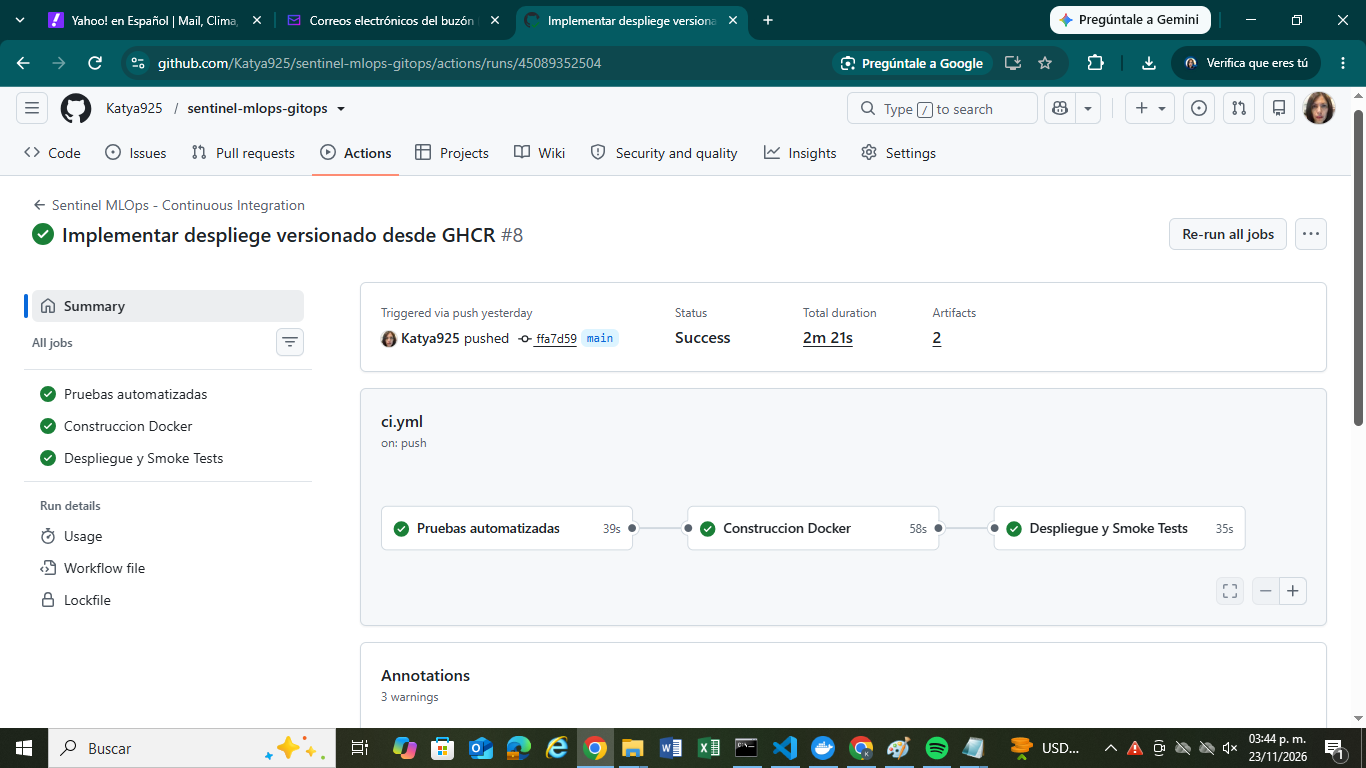 Yahoo! en Español | Mail, Clima,
Correos electrónicos del buzón
Implementar despliege versiona
Pregúntale a Gemini
github.com/Katya925/sentinel-mlops-gitops/actions/runs/45089352504
Pregúntale a Google
Verifica que eres tú
Katya925 / sentinel-mlops-gitops
Type / to search
Code
Issues
Pull requests
Actions
Projects
Wiki
Security and quality
Insights
Settings
Sentinel MLOps - Continuous Integration
Implementar despliege versionado desde GHCR #8
Re-run all jobs
Summary
All jobs
Pruebas automatizadas
Construccion Docker
Despliegue y Smoke Tests
Run details
Usage
Workflow file
Lockfile
Triggered via push yesterday
Katya925 pushed ffa7d59 main
Status
Success
Total duration
2m 21s
Artifacts
2
ci.yml
on: push
Pruebas automatizadas 39s
Construccion Docker 58s
Despliegue y Smoke Tests 35s
Annotations
3 warnings
Buscar
USD...
03:44 p. m.
23/11/2026
1